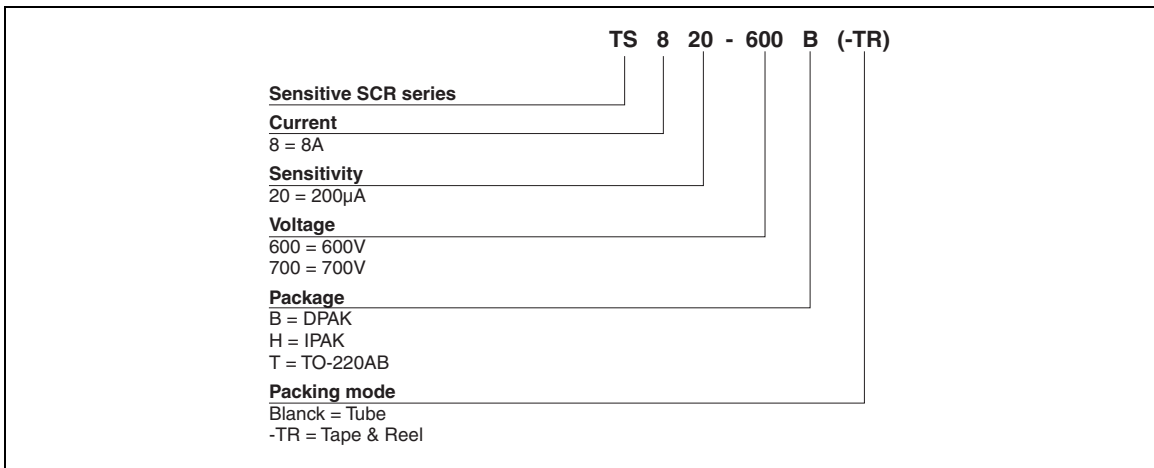 TS 8 20 - 600 B (-TR)
Sensitive SCR series
Current
8 = 8A
Sensitivity
20 = 200µA
Voltage
600 = 600V
700 = 700V
Package
B = DPAK
H = IPAK
T = TO-220AB
Packing mode
Blanck = Tube
-TR = Tape & Reel